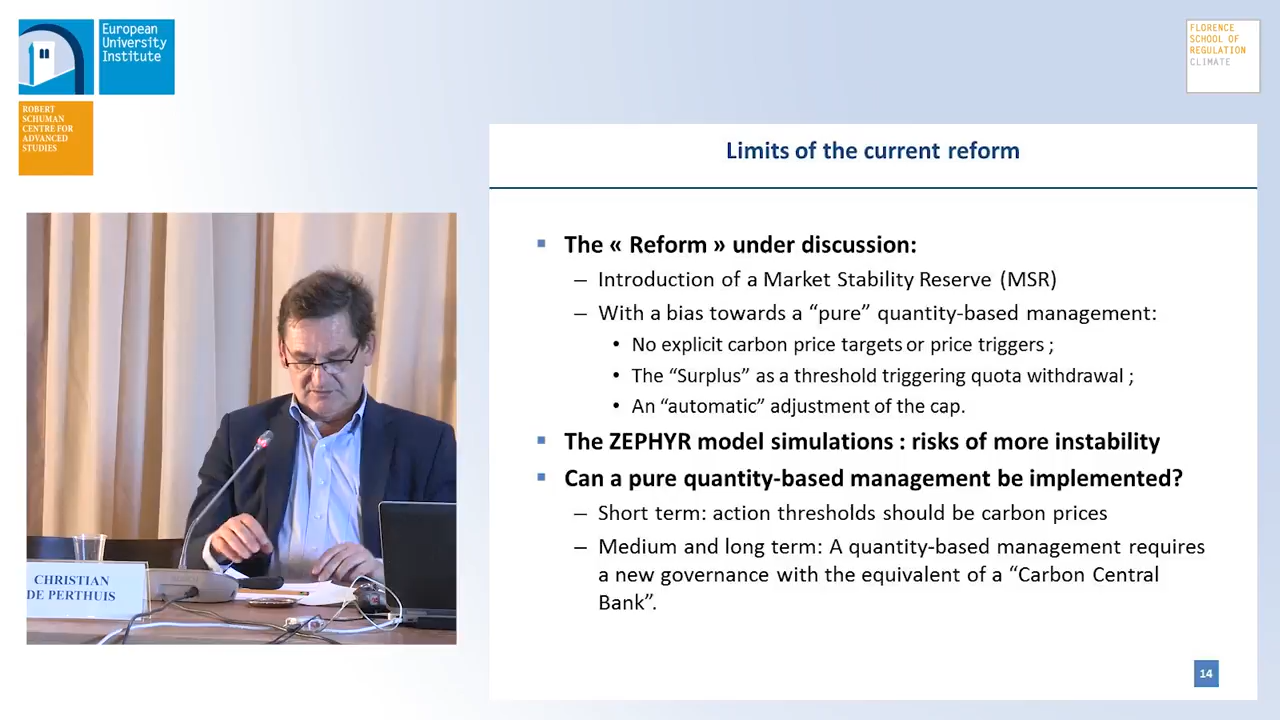 European
University
Institute
ROBERT
SCHUMAN
CENTRE FOR
ADVANCED
STUDIES
FLORENCE
SCHOOL OF
REGULATION
CLIMATE
CHRISTIAN
DE PERTHUIS
Limits of the current reform
▪ The « Reform » under discussion:
– Introduction of a Market Stability Reserve (MSR)
– With a bias towards a “pure” quantity-based management:
• No explicit carbon price targets or price triggers ;
• The “Surplus” as a threshold triggering quota withdrawal ;
• An “automatic” adjustment of the cap.
▪ The ZEPHYR model simulations : risks of more instability
▪ Can a pure quantity-based management be implemented?
– Short term: action thresholds should be carbon prices
– Medium and long term: A quantity-based management requires
a new governance with the equivalent of a “Carbon Central
Bank”.
14